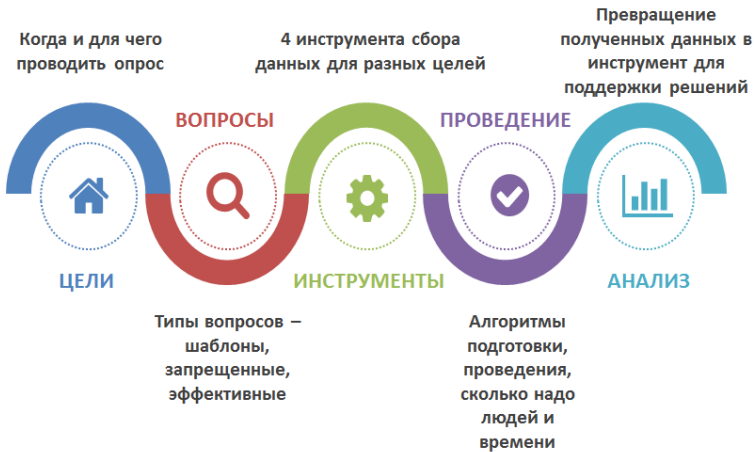 Когда и для чего
проводить опрос
ЦЕЛИ
ВОПРОСЫ
Типы вопросов –
шаблоны,
запрещенные,
эффективные
4 инструмента сбора
данных для разных целей
ИНСТРУМЕНТЫ
ПРОВЕДЕНИЕ
Алгоритмы
подготовки,
проведения,
сколько надо
людей и
времени
Превращение
полученных данных в
инструмент для
поддержки решений
АНАЛИЗ